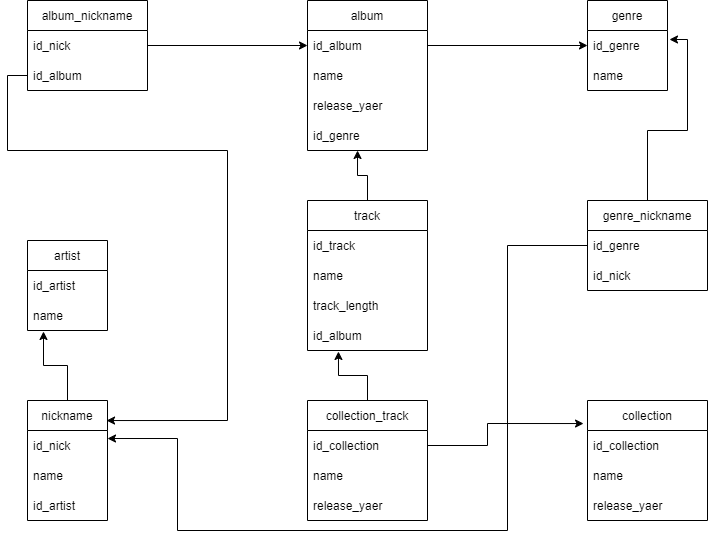 album_nickname
id_nick
id_album
album
id_album
name
release_yaer
id_genre
genre
id_genre
name
artist
id_artist
name
track
id_track
name
track_length
id_album
genre_nickname
id_genre
id_nick
nickname
id_nick
name
id_artist
collection_track
id_collection
name
release_yaer
collection
id_collection
name
release_yaer